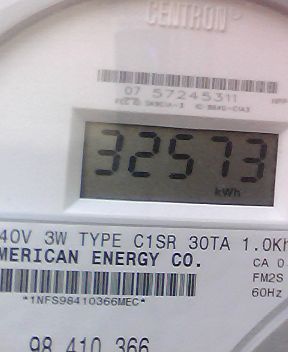 CENTRON®
07 57245311
32573
kWh
40V 3W TYPE C1SR 30TA 1.0Kh
MERICAN ENERGY CO.
CA 0
FM2S
60Hz
*1NFS98410366MEC*
98 410 366